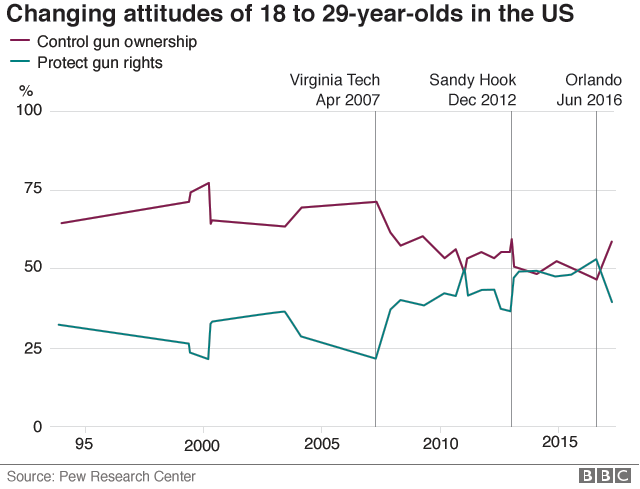 Changing attitudes of 18 to 29-year-olds in the US
Control gun ownership
Protect gun rights
%
Virginia Tech
Apr 2007
Sandy Hook
Dec 2012
Orlando
Jun 2016
100
75
50
25
0
95
2000
2005
2010
2015
Source: Pew Research Center
BBC